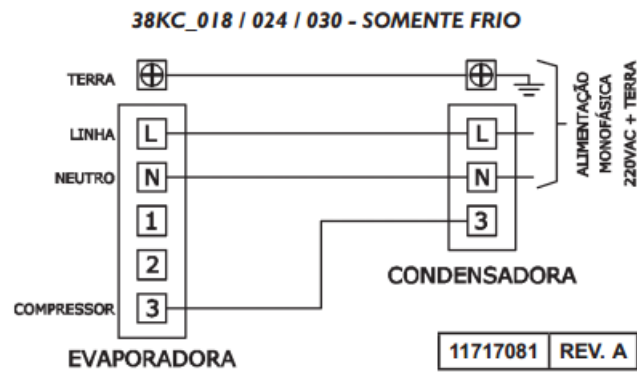 38KC_018 / 024 / 030 - SOMENTE FRIO
TERRA
LINHA L L
NEUTRO N N
1 3
2
COMPRESSOR 3
EVAPORADORA
CONDENSADORA
ALIMENTAÇÃO
MONOFÁSICA
220VAC + TERRA
11717081 REV. A